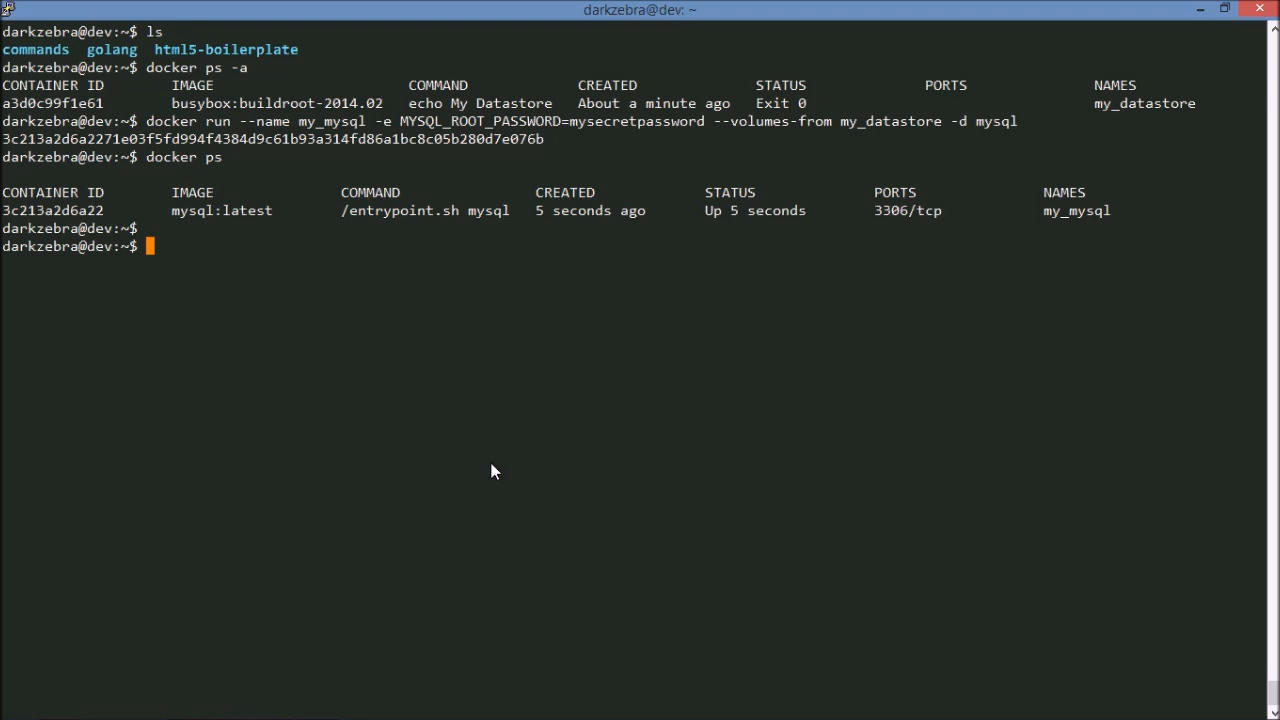 darkzebra@dev: ~
darkzebra@dev:~$ ls
commands  golang  html5-boilerplate
darkzebra@dev:~$ docker ps -a
CONTAINER ID        IMAGE                       COMMAND             CREATED              STATUS              PORTS               NAMES
a3d0c99f1e61        busybox:buildroot-2014.02   echo My Datastore   About a minute ago   Exit 0                                  my_datastore
darkzebra@dev:~$ docker run --name my_mysql -e MYSQL_ROOT_PASSWORD=mysecretpassword --volumes-from my_datastore -d mysql
3c213a2d6a2271e03f5fd994f4384d9c61b93a314fd86a1bc8c05b280d7e076b
darkzebra@dev:~$ docker ps
CONTAINER ID        IMAGE               COMMAND                CREATED             STATUS              PORTS               NAMES
3c213a2d6a22        mysql:latest        /entrypoint.sh mysql   5 seconds ago       Up 5 seconds        3306/tcp            my_mysql
darkzebra@dev:~$
darkzebra@dev:~$